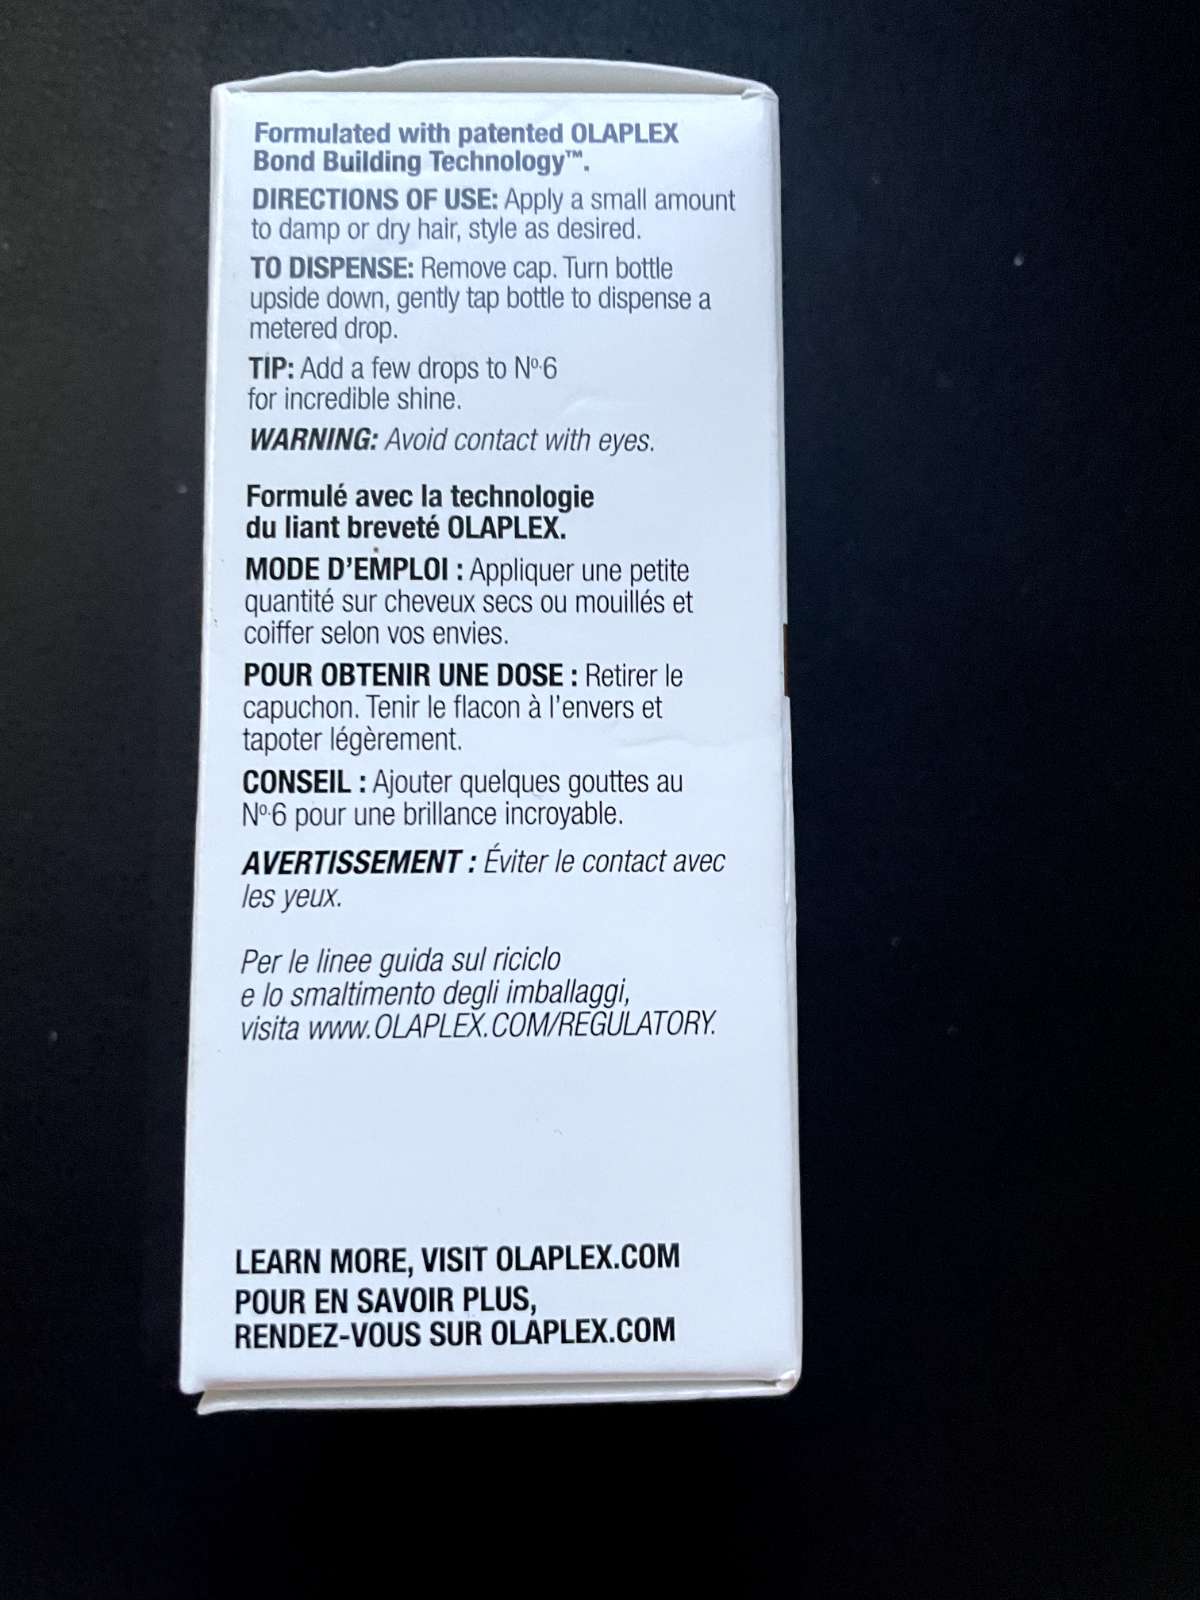 Formulated with patented OLAPLEX
Bond Building Technology™.
DIRECTIONS OF USE: Apply a small amount
to damp or dry hair, style as desired.
TO DISPENSE: Remove cap. Turn bottle
upside down, gently tap bottle to dispense a
metered drop.
TIP: Add a few drops to Nº.6
for incredible shine.
WARNING: Avoid contact with eyes.
Formulé avec la technologie
du liant breveté OLAPLEX.
MODE D'EMPLOI : Appliquer une petite
quantité sur cheveux secs ou mouillés et
coiffer selon vos envies.
POUR OBTENIR UNE DOSE : Retirer le
capuchon. Tenir le flacon à l'envers et
tapoter légèrement.
CONSEIL : Ajouter quelques gouttes au
Nº.6 pour une brillance incroyable.
AVERTISSEMENT : Éviter le contact avec
les yeux.
Per le linee guida sul riciclo
e lo smaltimento degli imballaggi,
visita www.OLAPLEX.COM/REGULATORY.
LEARN MORE, VISIT OLAPLEX.COM
POUR EN SAVOIR PLUS,
RENDEZ-VOUS SUR OLAPLEX.COM